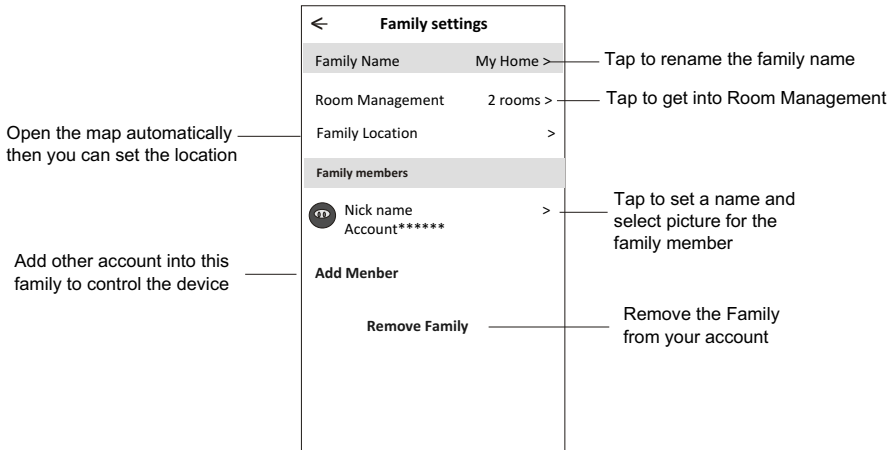 ← Family settings
Family Name My Home >
Tap to rename the family name
Room Management 2 rooms >
Tap to get into Room Management
Open the map automatically
then you can set the location
Family Location >
Family members
Nick name >
Account******
Tap to set a name and
select picture for the
family member
Add other account into this
family to control the device
Add Menber
Remove Family
Remove the Family
from your account